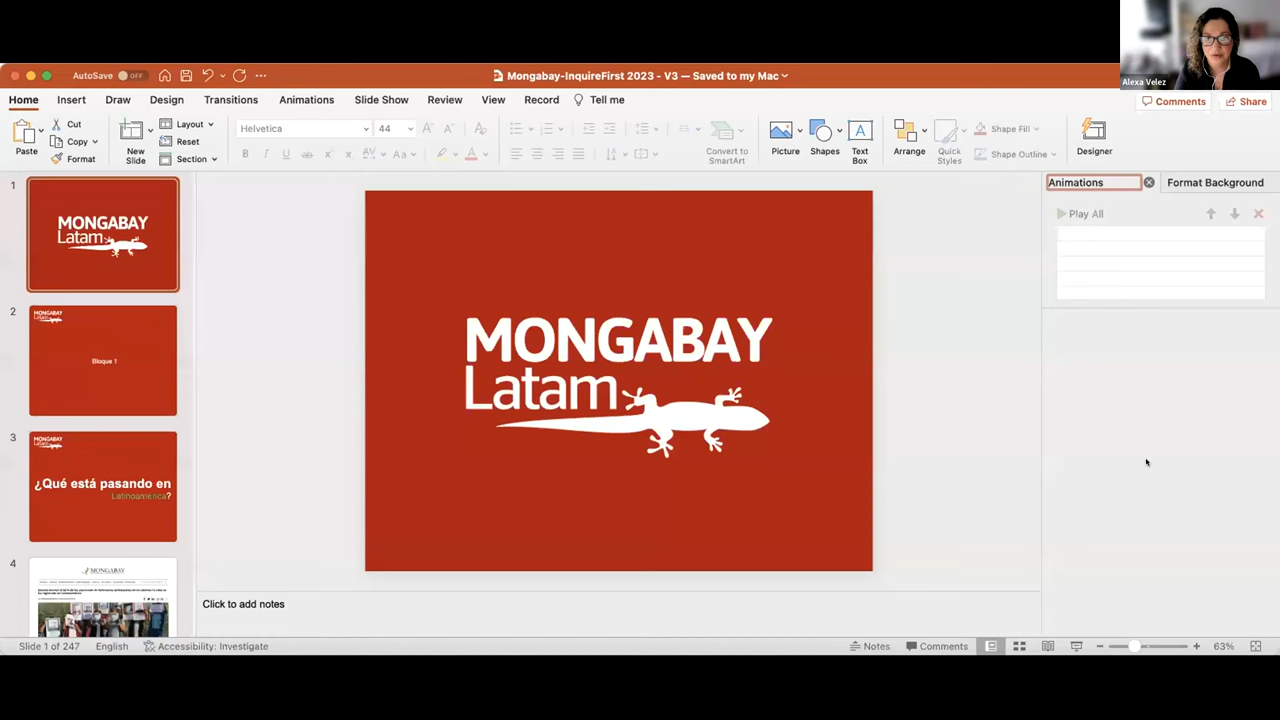 Alexa Velez
AutoSave OFF
Mongabay-InquireFirst 2023 - V3 — Saved to my Mac
Home Insert Draw Design Transitions Animations Slide Show Review View Record Tell me
Comments Share
Paste
Cut
Copy
Format
New Slide
Layout
Reset
Section
Helvetica 44
Convert to SmartArt
Picture
Shapes
Text Box
Arrange
Quick Styles
Shape Fill
Shape Outline
Designer
1
MONGABAY
Latam
2
MONGABAY
Latam
Bloque 1
3
MONGABAY
Latam
¿Qué está pasando en
Latinoamérica?
4
MONGABAY
MONGABAY
Latam
Animations
Format Background
Play All
Click to add notes
Slide 1 of 247 English Accessibility: Investigate Notes Comments 63%